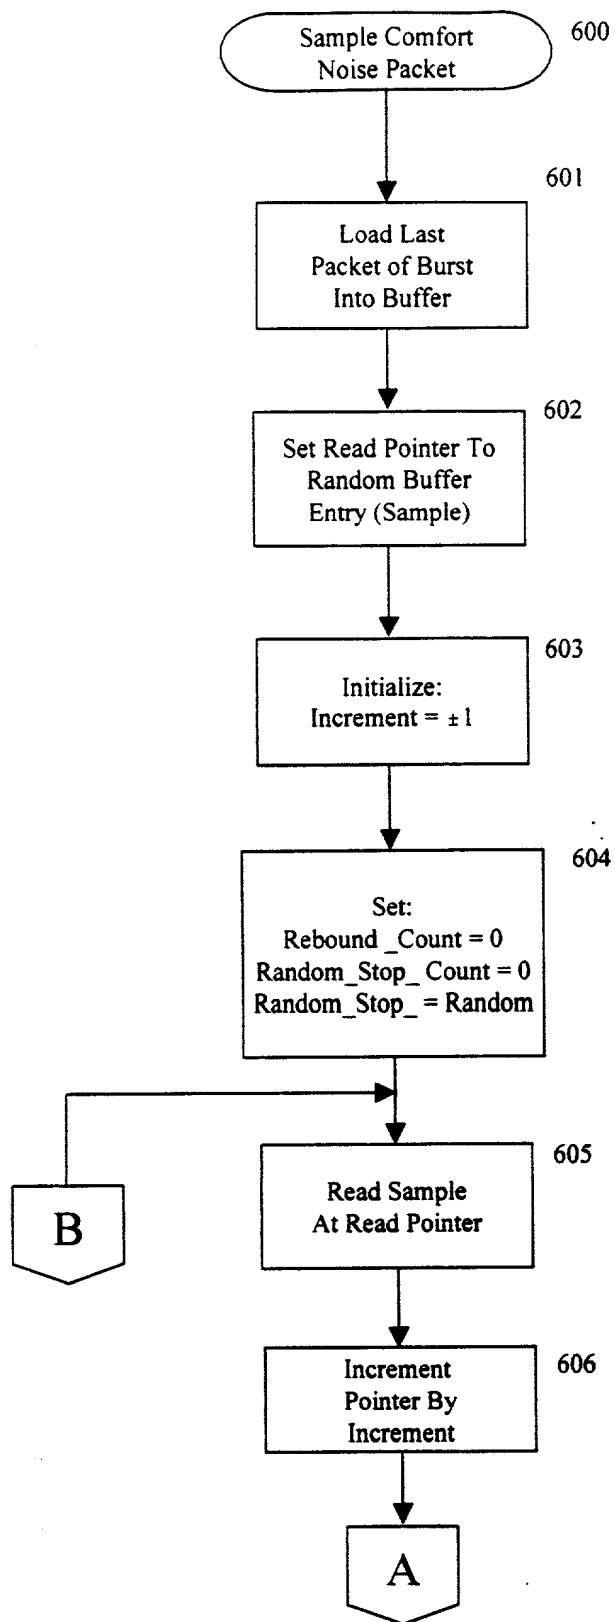 600
Sample Comfort
Noise Packet
601
Load Last
Packet of Burst
Into Buffer
602
Set Read Pointer To
Random Buffer
Entry (Sample)
603
Initialize:
Increment = ±1
604
Set:
Rebound _Count = 0
Random_Stop_ Count = 0
Random_Stop_ = Random
605
Read Sample
At Read Pointer
B
606
Increment
Pointer By
Increment
A